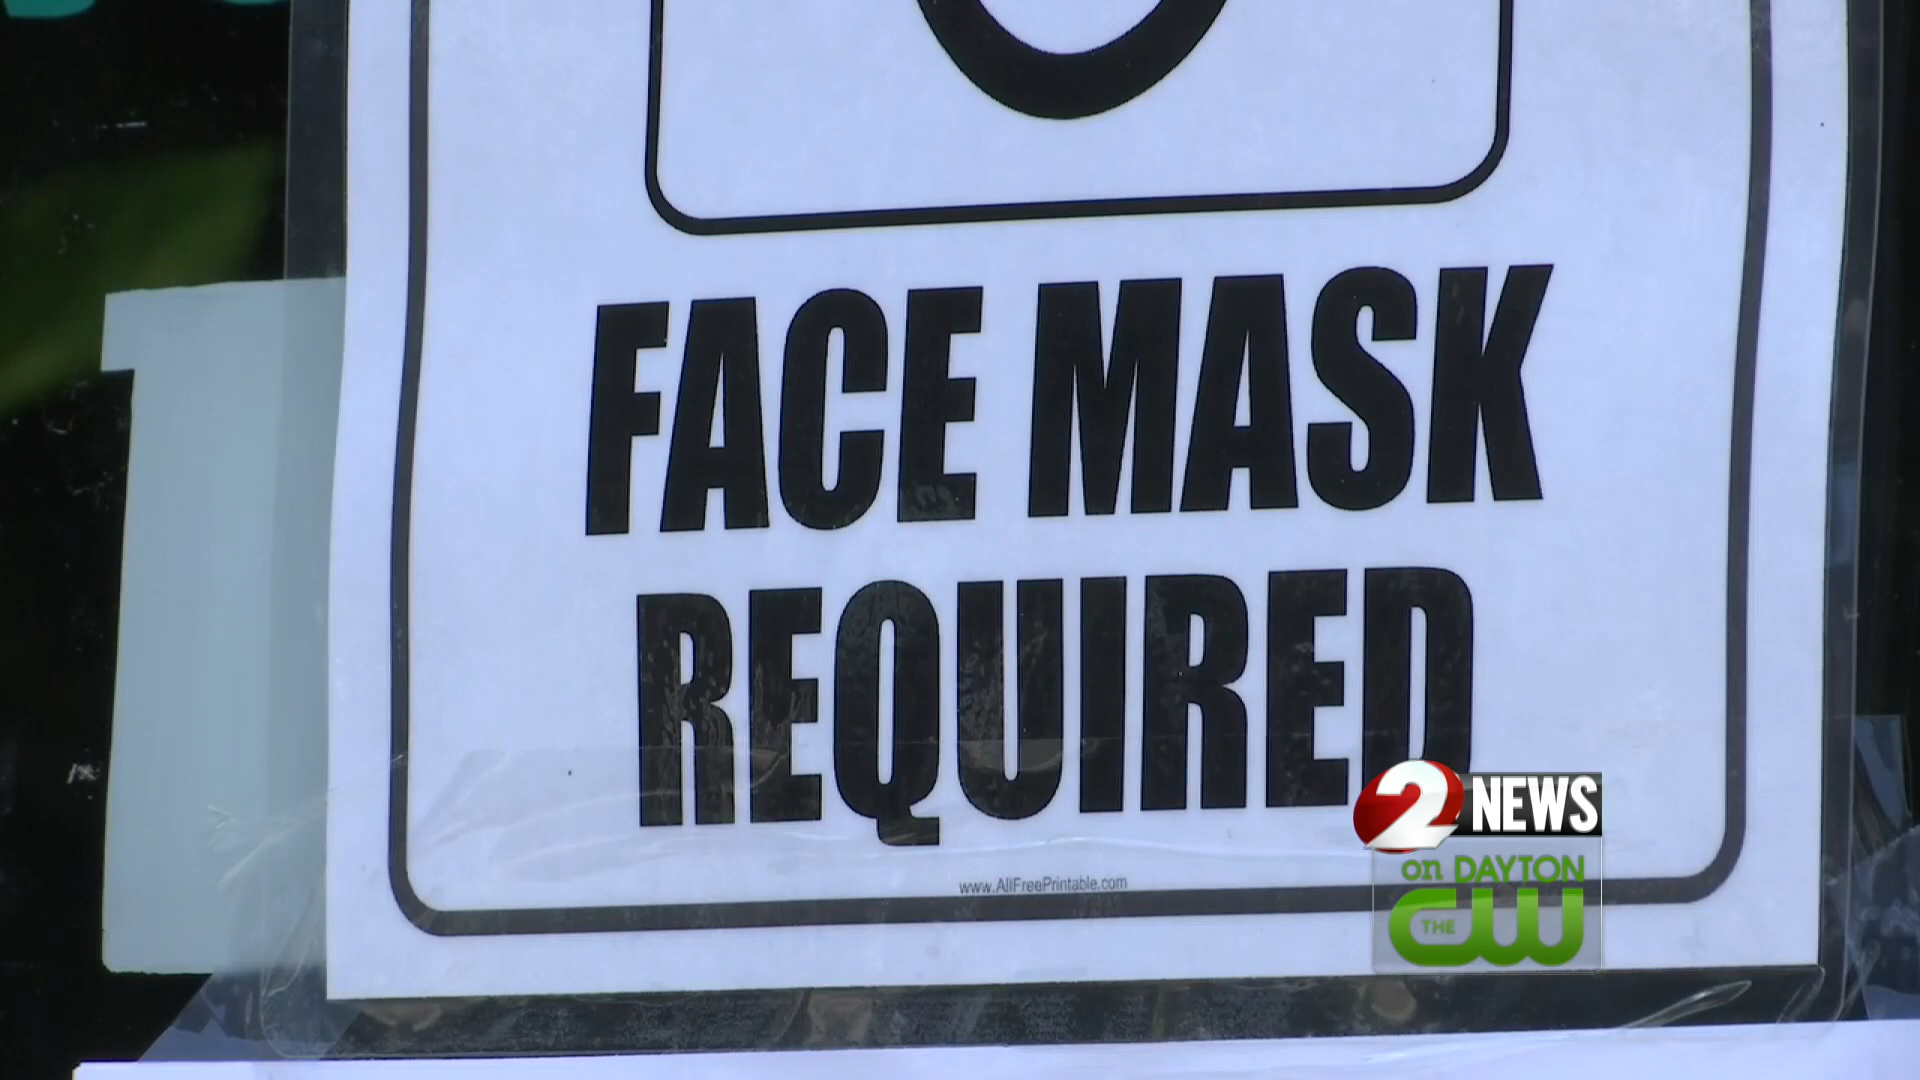 FACE MASK
REQUIRED
www.AllFreePrintable.com
2 NEWS
on DAYTON
THE CW